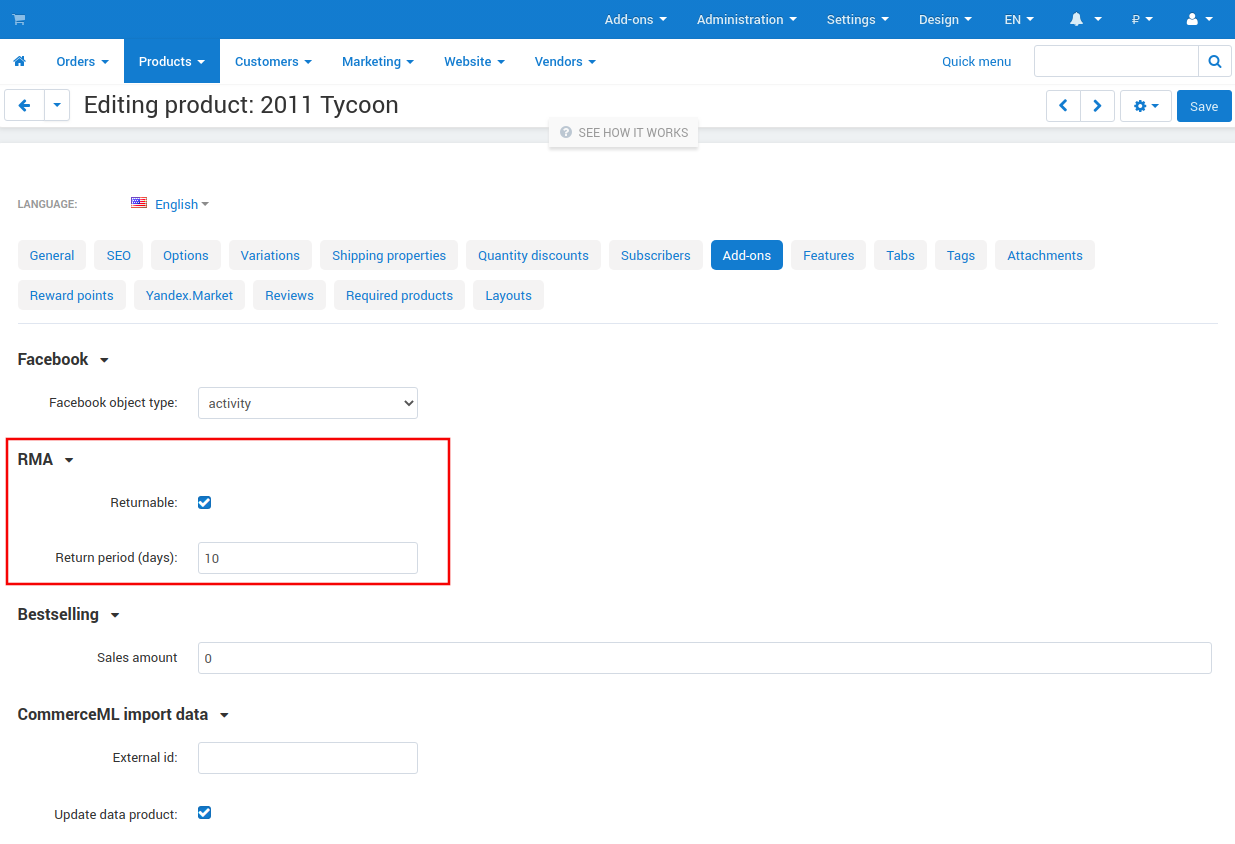 Add-ons Administration Settings Design EN ₽
Orders Products Customers Marketing Website Vendors Quick menu
Editing product: 2011 Tycoon Save
SEE HOW IT WORKS
LANGUAGE: English
General SEO Options Variations Shipping properties Quantity discounts Subscribers Add-ons Features Tabs Tags Attachments
Reward points Yandex.Market Reviews Required products Layouts
Facebook
Facebook object type: activity
RMA
Returnable:
Return period (days): 10
Bestselling
Sales amount 0
CommerceML import data
External id:
Update data product: